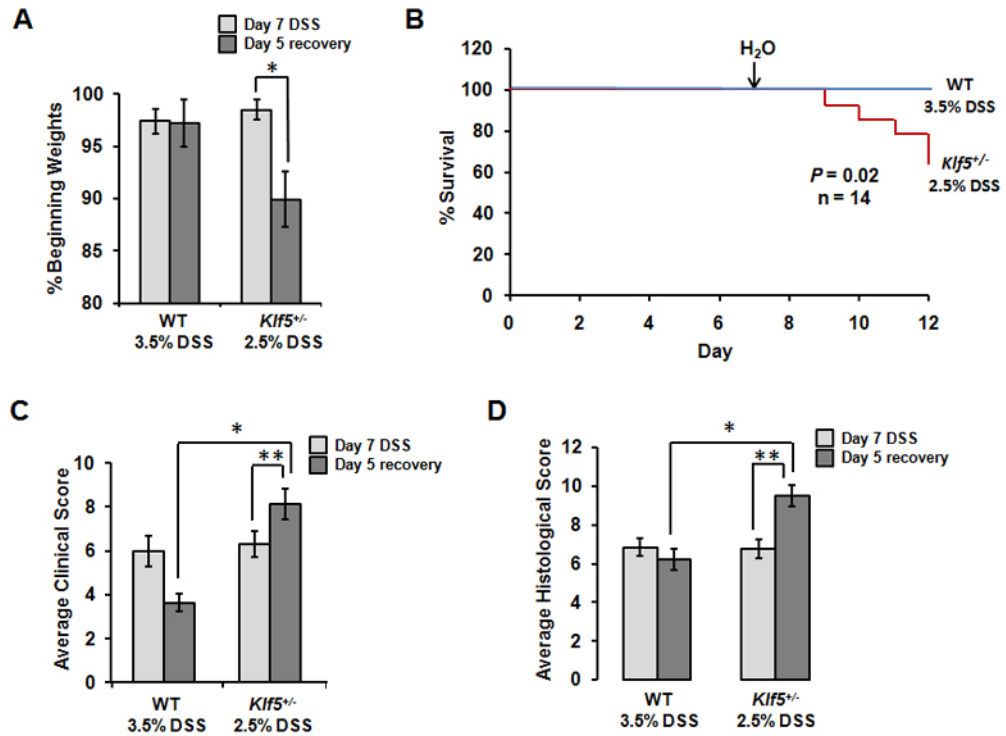 A
Day 7 DSS
Day 5 recovery
*
100
95
90
85
80
% Beginning Weights
WT
3.5% DSS
Klf5+/-
2.5% DSS
B
H2O
120
100
80
60
40
20
0
% Survival
WT
3.5% DSS
Klf5+/-
2.5% DSS
P = 0.02
n = 14
0 2 4 6 8 10 12
Day
C
Day 7 DSS
Day 5 recovery
*
**
10
8
6
4
2
0
Average Clinical Score
WT
3.5% DSS
Klf5+/-
2.5% DSS
D
Day 7 DSS
Day 5 recovery
*
**
12
10
8
6
4
2
0
Average Histological Score
WT
3.5% DSS
Klf5+/-
2.5% DSS